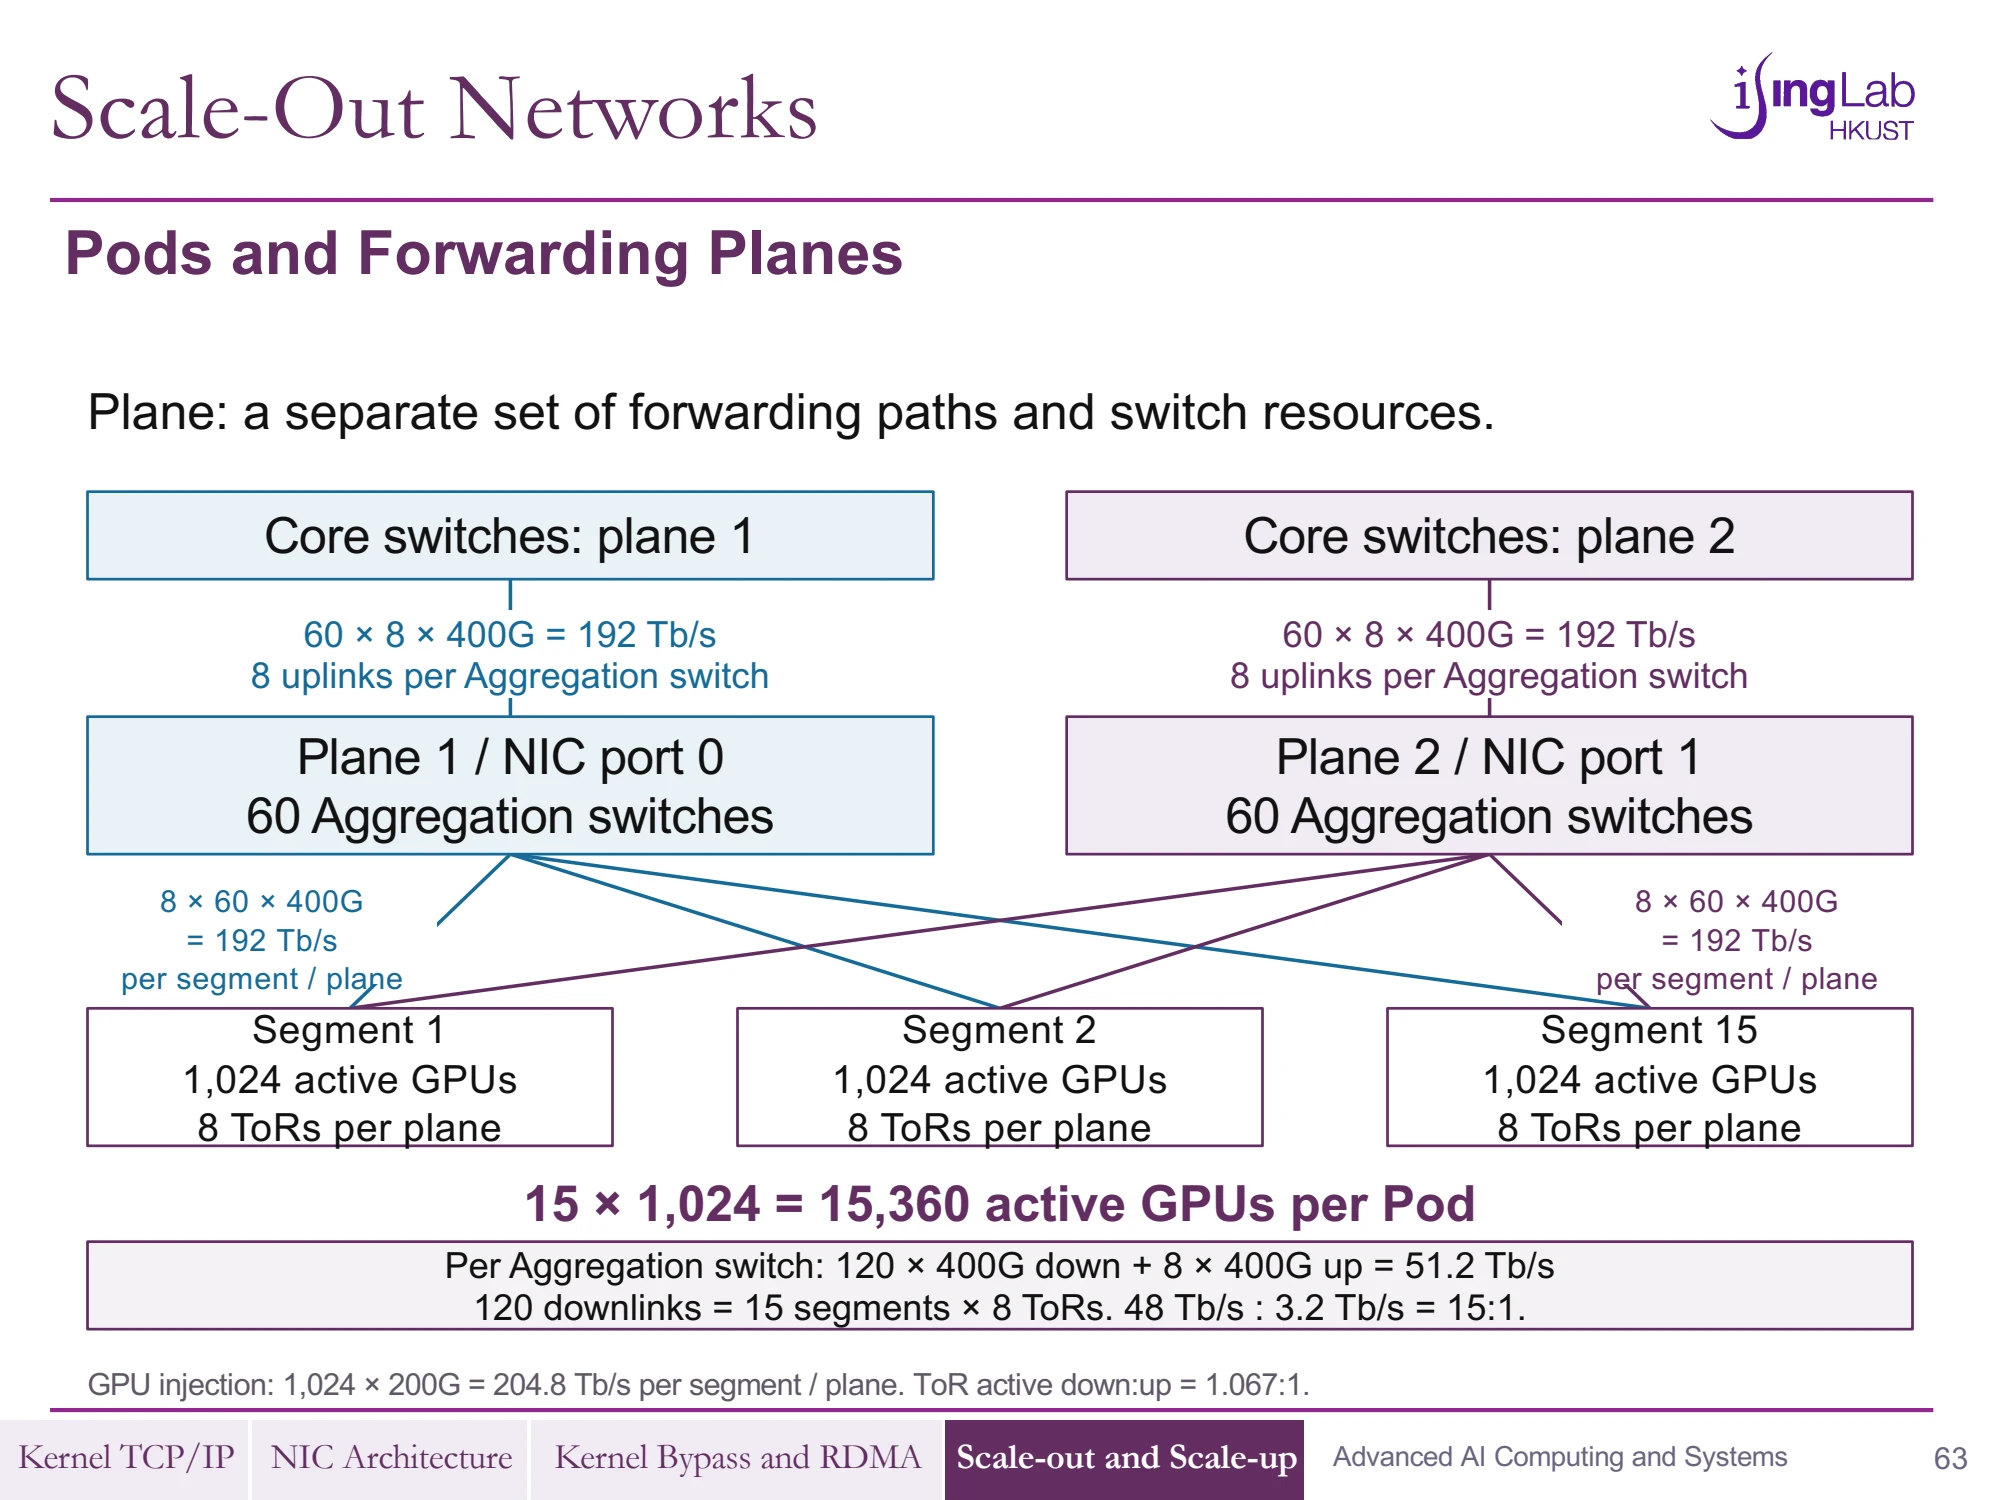 Scale-Out Networks
iSingLab
HKUST
Pods and Forwarding Planes
Plane: a separate set of forwarding paths and switch resources.
Core switches: plane 1
Core switches: plane 2
60 × 8 × 400G = 192 Tb/s
8 uplinks per Aggregation switch
60 × 8 × 400G = 192 Tb/s
8 uplinks per Aggregation switch
Plane 1 / NIC port 0
60 Aggregation switches
Plane 2 / NIC port 1
60 Aggregation switches
8 × 60 × 400G
= 192 Tb/s
per segment / plane
8 × 60 × 400G
= 192 Tb/s
per segment / plane
Segment 1
1,024 active GPUs
8 ToRs per plane
Segment 2
1,024 active GPUs
8 ToRs per plane
Segment 15
1,024 active GPUs
8 ToRs per plane
15 × 1,024 = 15,360 active GPUs per Pod
Per Aggregation switch: 120 × 400G down + 8 × 400G up = 51.2 Tb/s
120 downlinks = 15 segments × 8 ToRs. 48 Tb/s : 3.2 Tb/s = 15:1.
GPU injection: 1,024 × 200G = 204.8 Tb/s per segment / plane. ToR active down:up = 1.067:1.
Kernel TCP/IP
NIC Architecture
Kernel Bypass and RDMA
Scale-out and Scale-up
Advanced AI Computing and Systems
63